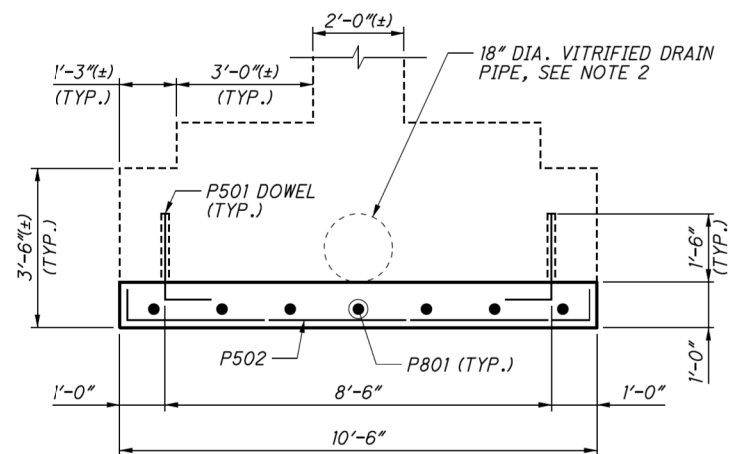 2'-0"(±)
18" DIA. VITRIFIED DRAIN
PIPE, SEE NOTE 2
1'-3"(±)
(TYP.)
3'-0"(±)
(TYP.)
P501 DOWEL
(TYP.)
3'-6"(±)
(TYP.)
1'-6"
(TYP.)
1'-0"
P502
P801 (TYP.)
1'-0"
8'-6"
1'-0"
10'-6"